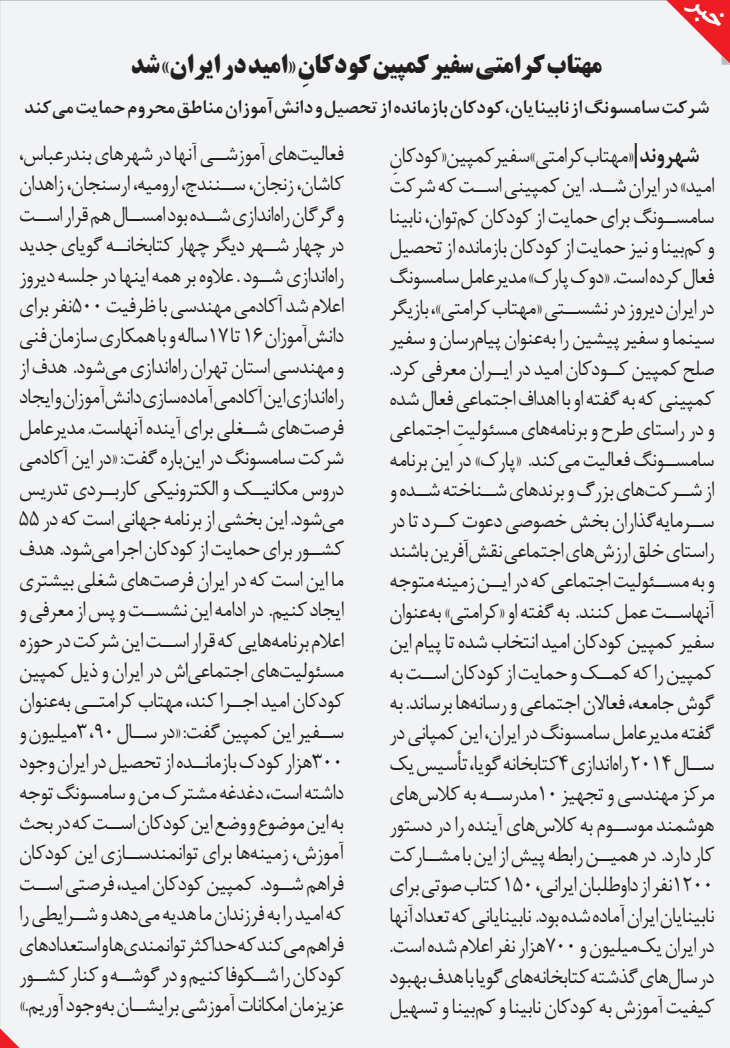 خبر
مهتاب کرامتی سفیر کمپین کودکانِ «امید در ایران» شد
شرکت سامسونگ از نابینایان، کودکان بازمانده از تحصیل و دانش‌آموزان مناطق محروم حمایت می‌کند
شهروند| «مهتاب کرامتی» سفیر کمپین «کودکانِ
امید» در ایران شد. این کمپینی است که شرکت
سامسونگ برای حمایت از کودکان کم‌توان، نابینا
و کم‌بینا و نیز حمایت از کودکان بازمانده از تحصیل
فعال کرده است. «دوک پارک» مدیرعامل سامسونگ
در ایران دیروز در نشستی «مهتاب کرامتی»، بازیگر
سینما و سفیر پیشین را به‌عنوان پیام‌رسان و سفیر
صلح کمپین کودکان امید در ایران معرفی کرد.
کمپینی که به گفته او با اهداف اجتماعی فعال شده
و در راستای طرح و برنامه‌های مسئولیتِ اجتماعی
سامسونگ فعالیت می‌کند. «پارک» در این برنامه
از شرکت‌های بزرگ و برندهای شناخته شده و
سرمایه‌گذاران بخش خصوصی دعوت کرد تا در
راستای خلق ارزش‌های اجتماعی نقش‌آفرین باشند
و به مسئولیت اجتماعی که در این زمینه متوجه
آنهاست عمل کنند. به گفته او «کرامتی» به‌عنوان
سفیر کمپین کودکان امید انتخاب شده تا پیام این
کمپین را که کمک و حمایت از کودکان است به
گوش جامعه، فعالان اجتماعی و رسانه‌ها برساند. به
گفته مدیرعامل سامسونگ در ایران، این کمپانی در
سال ۲۰۱۴ راه‌اندازی ۴کتابخانه گویا، تأسیس یک
مرکز مهندسی و تجهیز ۱۰مدرسه به کلاس‌های
هوشمند موسوم به کلاس‌های آینده را در دستور
کار دارد. در همین رابطه پیش از این با مشارکت
۱۲۰۰نفر از داوطلبان ایرانی، ۱۵۰ کتاب صوتی برای
نابینایان ایران آماده شده بود. نابینایانی که تعداد آنها
در ایران یک‌میلیون و ۷۰۰هزار نفر اعلام شده است.
در سال‌های گذشته کتابخانه‌های گویا با هدف بهبود
کیفیت آموزش به کودکان نابینا و کم‌بینا و تسهیل
فعالیت‌های آموزشی آنها در شهرهای بندرعباس،
کاشان، زنجان، سنندج، ارومیه، ارسنجان، زاهدان
و گرگان راه‌اندازی شده بود امسال هم قرار است
در چهار شهر دیگر چهار کتابخانه گویای جدید
راه‌اندازی شود. علاوه بر همه اینها در جلسه دیروز
اعلام شد آکادمی مهندسی با ظرفیت ۵۰۰نفر برای
دانش‌آموزان ۱۶ تا ۱۷ساله و با همکاری سازمان فنی
و مهندسی استان تهران راه‌اندازی می‌شود. هدف از
راه‌اندازی این آکادمی آماده‌سازی دانش‌آموزان و ایجاد
فرصت‌های شغلی برای آینده آنهاست. مدیرعامل
شرکت سامسونگ در این‌باره گفت: «در این آکادمی
دروس مکانیک و الکترونیکی کاربردی تدریس
می‌شود. این بخشی از برنامه جهانی است که در ۵۵
کشور برای حمایت از کودکان اجرا می‌شود. هدف
ما این است که در ایران فرصت‌های شغلی بیشتری
ایجاد کنیم. در ادامه این نشست و پس از معرفی و
اعلام برنامه‌هایی که قرار است این شرکت در حوزه
مسئولیت‌های اجتماعی‌اش در ایران و ذیل کمپین
کودکان امید اجرا کند، مهتاب کرامتی به‌عنوان
سفیر این کمپین گفت: «در سال ۹۰، ۳میلیون و
۳۰۰هزار کودک بازمانده از تحصیل در ایران وجود
داشته است، دغدغه مشترک من و سامسونگ توجه
به این موضوع و وضع این کودکان است که در بحث
آموزش، زمینه‌ها برای توانمندسازی این کودکان
فراهم شود. کمپین کودکان امید، فرصتی است
که امید را به فرزندان ما هدیه می‌دهد و شرایطی را
فراهم می‌کند که حداکثر توانمندی‌ها و استعدادهای
کودکان را شکوفا کنیم و در گوشه و کنار کشور
عزیزمان امکانات آموزشی برایشان به‌وجود آوریم.»